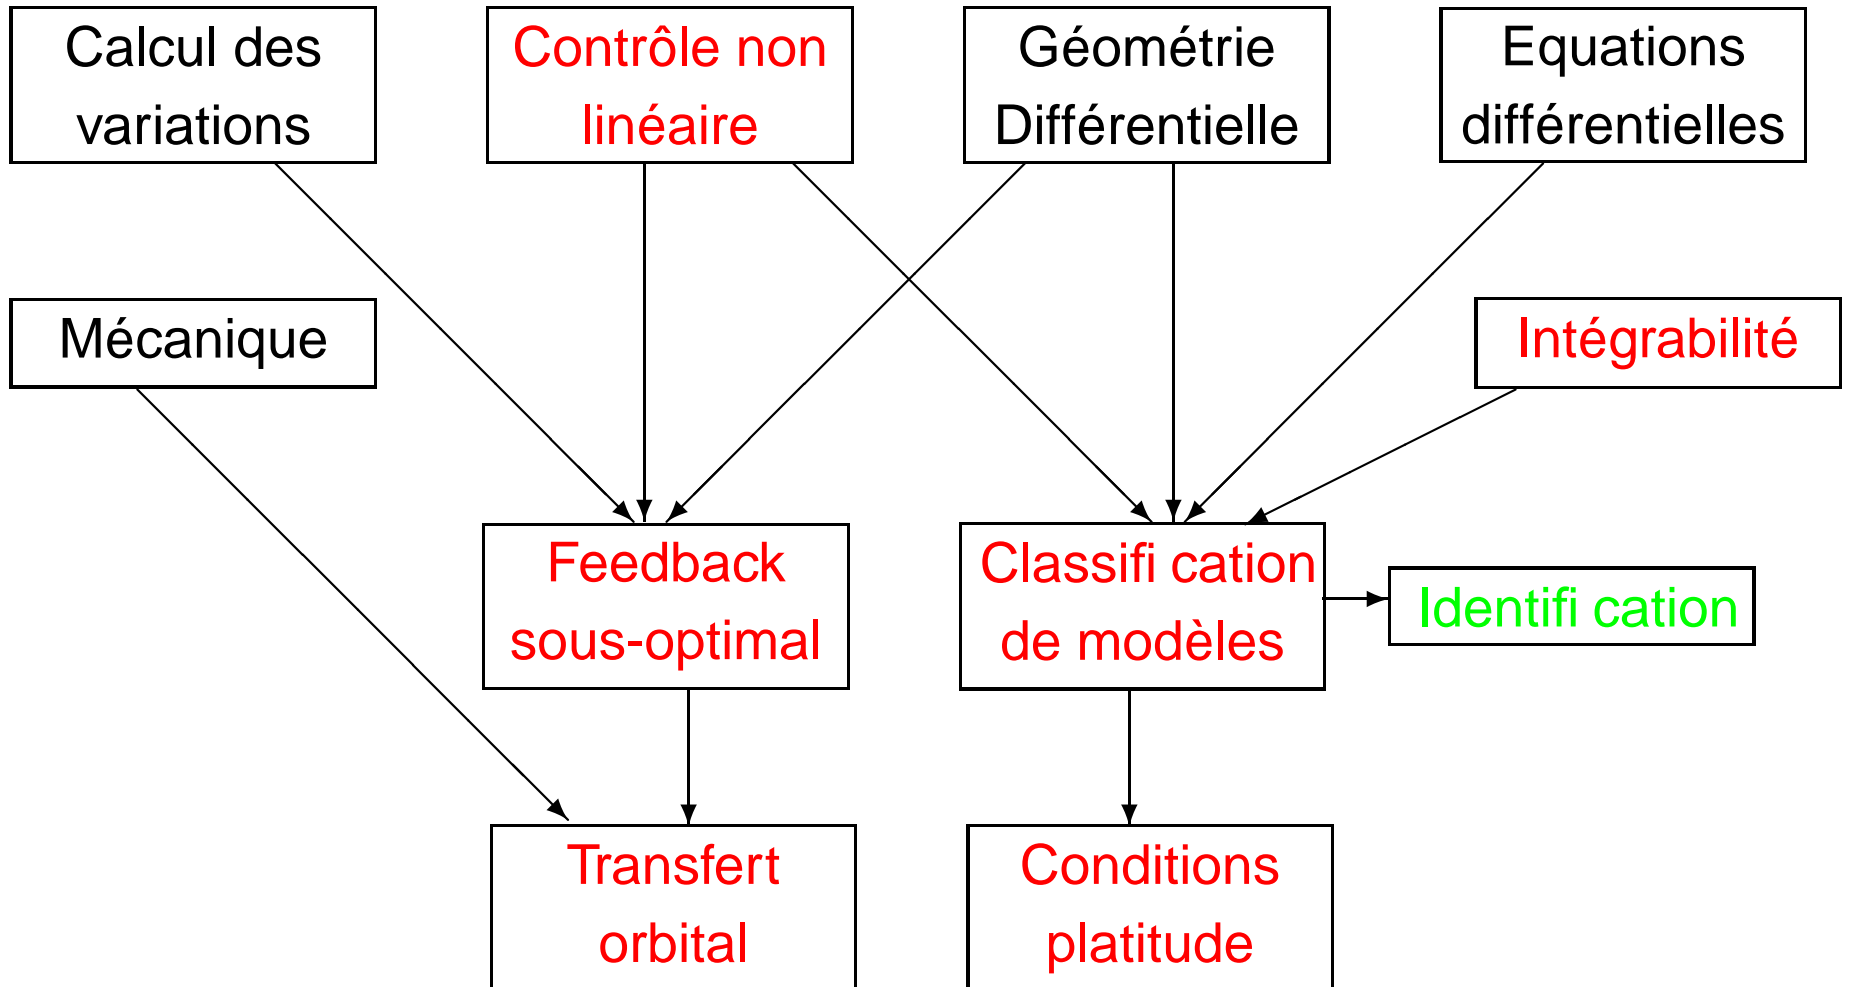 Calcul des
variations
Contrôle non
linéaire
Géométrie
Différentielle
Equations
différentielles
Mécanique
Intégrabilité
Feedback
sous-optimal
Classifi cation
de modèles
Identifi cation
Transfert
orbital
Conditions
platitude